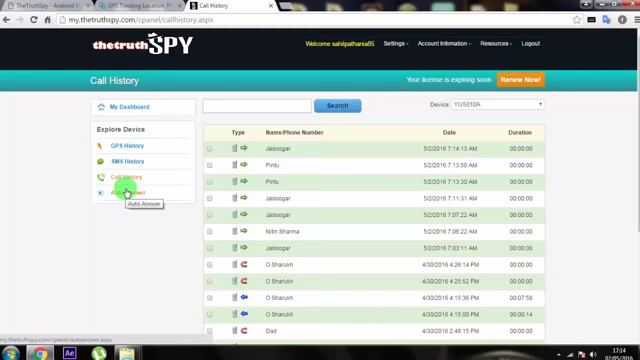 TheTruthSpy - Android S
GPS Tracking Location, P
Call History
my.thetruthspy.com/cpanel/callhistory.aspx
thetruthSPY
Welcome sahilpathania85
Settings
Account Infomation
Resources
Logout
Call History
Your license is expiring soon
Renew Now!
My Dashboard
Search
Device
YU5010A
Explore Device
GPS History
SMS History
Call History
Auto Answer
Auto Answer
Type Name/Phone Number Date Duration
Jadoogar 5/2/2016 7:14:13 AM 00:00:00
Pintu 5/2/2016 7:13:50 AM 00:00:00
Pintu 5/2/2016 7:13:30 AM 00:00:00
Jadoogar 5/2/2016 7:11:31 AM 00:00:00
Jadoogar 5/2/2016 7:07:22 AM 00:00:00
Nitin Sharma 5/2/2016 7:06:22 AM 00:00:00
Jadoogar 5/2/2016 7:03:11 AM 00:00:00
O Sharukh 4/30/2016 4:26:14 PM 00:00:00
O Sharukh 4/30/2016 4:25:52 PM 00:00:00
O Sharukh 4/30/2016 4:15:36 PM 00:07:58
O Sharukh 4/30/2016 4:15:00 PM 00:00:14
Dad 4/30/2016 2:48:15 PM 00:00:00
my.thetruthspy.com/cpanel/autoanswer.aspx
Ae
17:14
02/05/2016